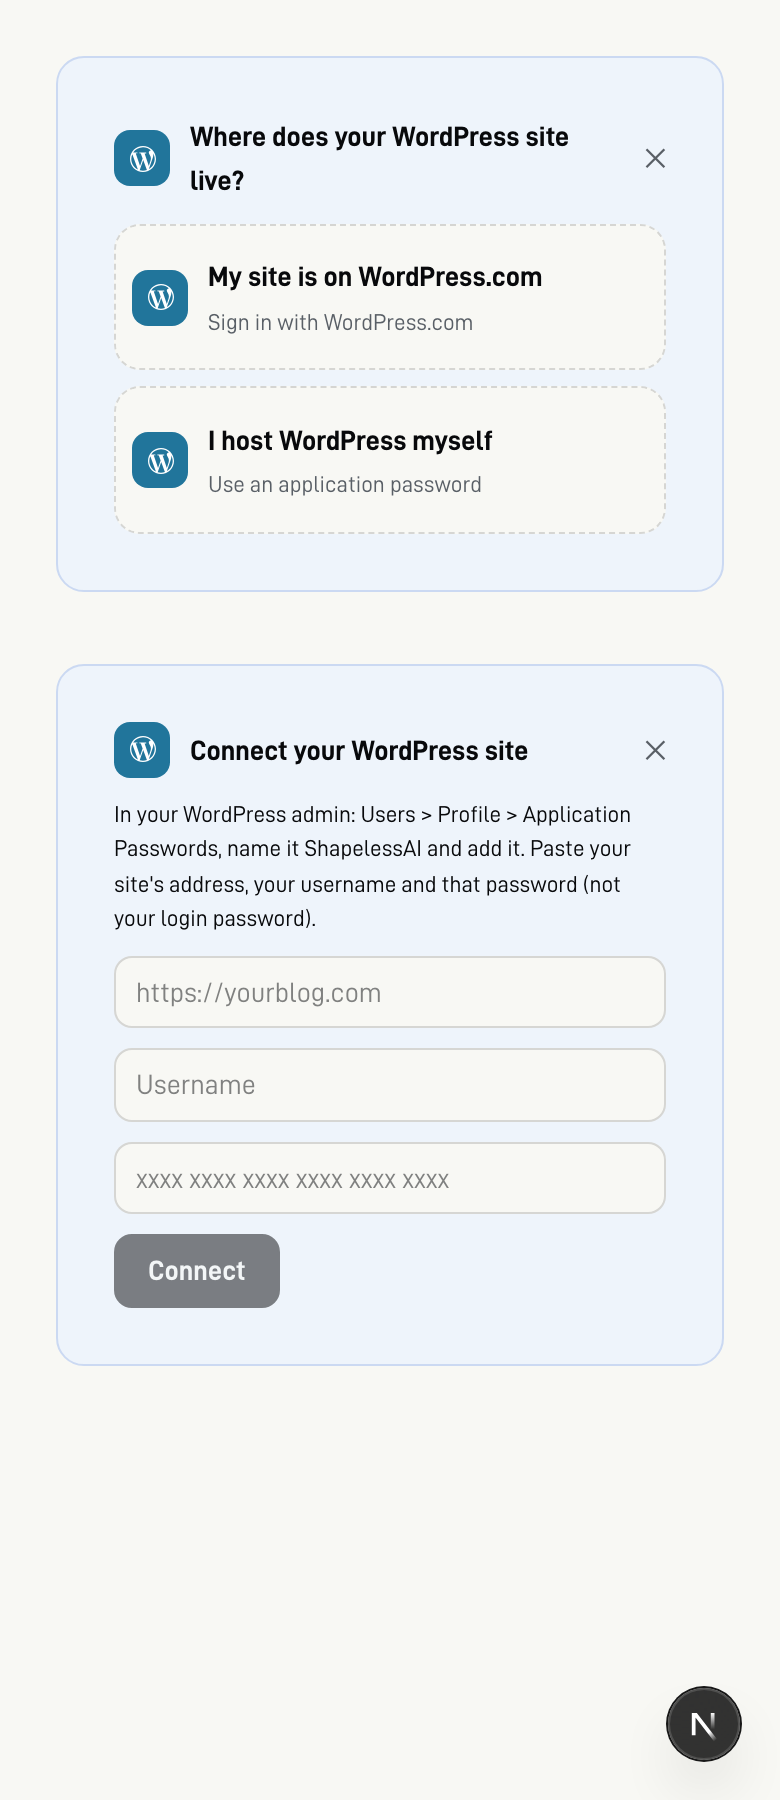 Where does your WordPress site
live?
My site is on WordPress.com
Sign in with WordPress.com
I host WordPress myself
Use an application password
Connect your WordPress site
In your WordPress admin: Users > Profile > Application
Passwords, name it ShapelessAI and add it. Paste your
site's address, your username and that password (not
your login password).
https://yourblog.com
Username
xxxx xxxx xxxx xxxx xxxx xxxx
Connect
N